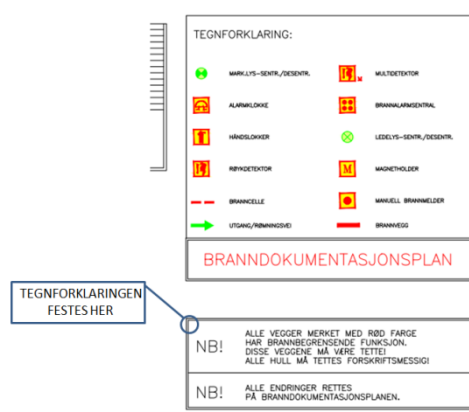 TEGNFORKLARING:
MARK.LYS-SENTR./DESENTR.
MULTIDETEKTOR
M
ALARMKLOKKE
BRANNALARMSENTRAL
HÅNDSLOKKER
LEDELYS-SENTR./DESENTR.
RØYKDETEKTOR
M
MAGNETHOLDER
BRANNCELLE
MANUELL BRANNMELDER
UTGANG/RØMNINGSVEI
BRANNVEGG
BRANNDOKUMENTASJONSPLAN
TEGNFORKLARINGEN
FESTES HER
NB!
ALLE VEGGER MERKET MED RØD FARGE
HAR BRANNBEGRENSENDE FUNKSJON.
DISSE VEGGENE MÅ VÆRE TETTE!
ALLE HULL MÅ TETTES FORSKRIFTSMESSIG!
NB!
ALLE ENDRINGER RETTES
PÅ BRANNDOKUMENTASJONSPLANEN.